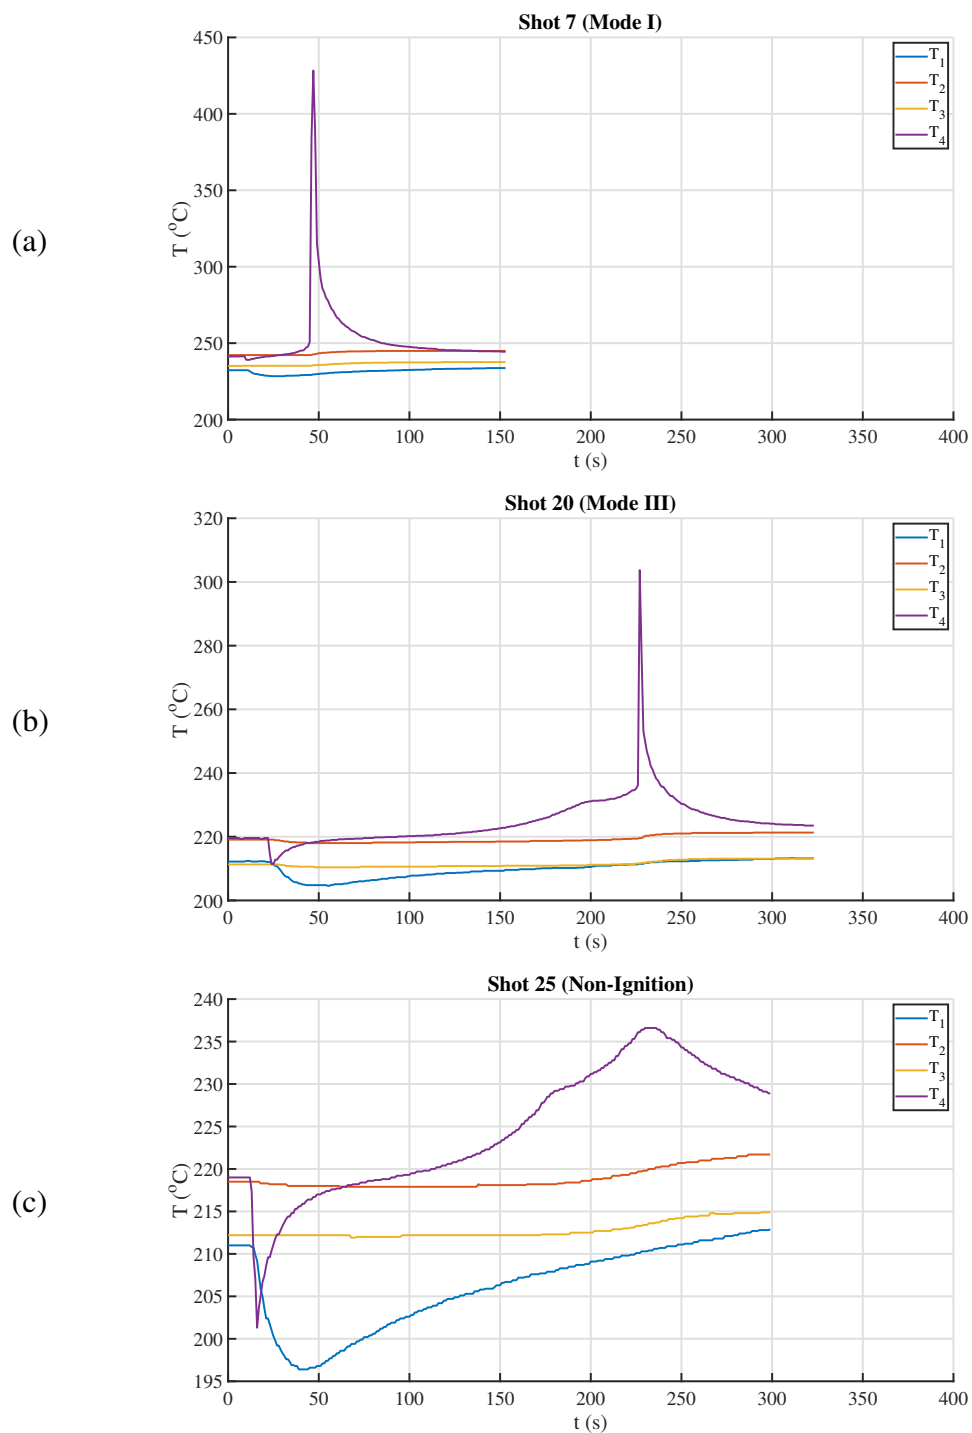 Shot 7 (Mode I)
(a)
T (°C)
450
400
350
300
250
200
0 50 100 150 200 250 300 350 400
t (s)
T1
T2
T3
T4
Shot 20 (Mode III)
(b)
T (°C)
320
300
280
260
240
220
200
0 50 100 150 200 250 300 350 400
t (s)
T1
T2
T3
T4
Shot 25 (Non-Ignition)
(c)
T (°C)
240
235
230
225
220
215
210
205
200
195
0 50 100 150 200 250 300 350 400
t (s)
T1
T2
T3
T4